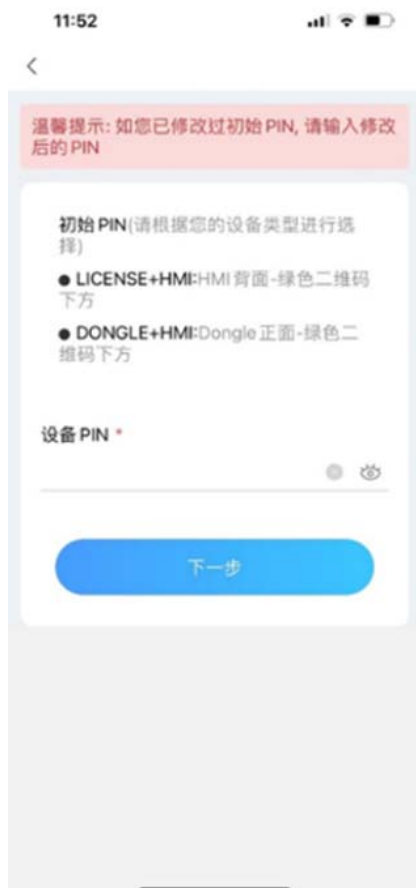 11:52
温馨提示: 如您已修改过初始 PIN, 请输入修改
后的 PIN
初始 PIN(请根据您的设备类型进行选
择)
● LICENSE+HMI:HMI 背面-绿色二维码
下方
● DONGLE+HMI:Dongle 正面-绿色二
维码下方
设备 PIN *
下一步